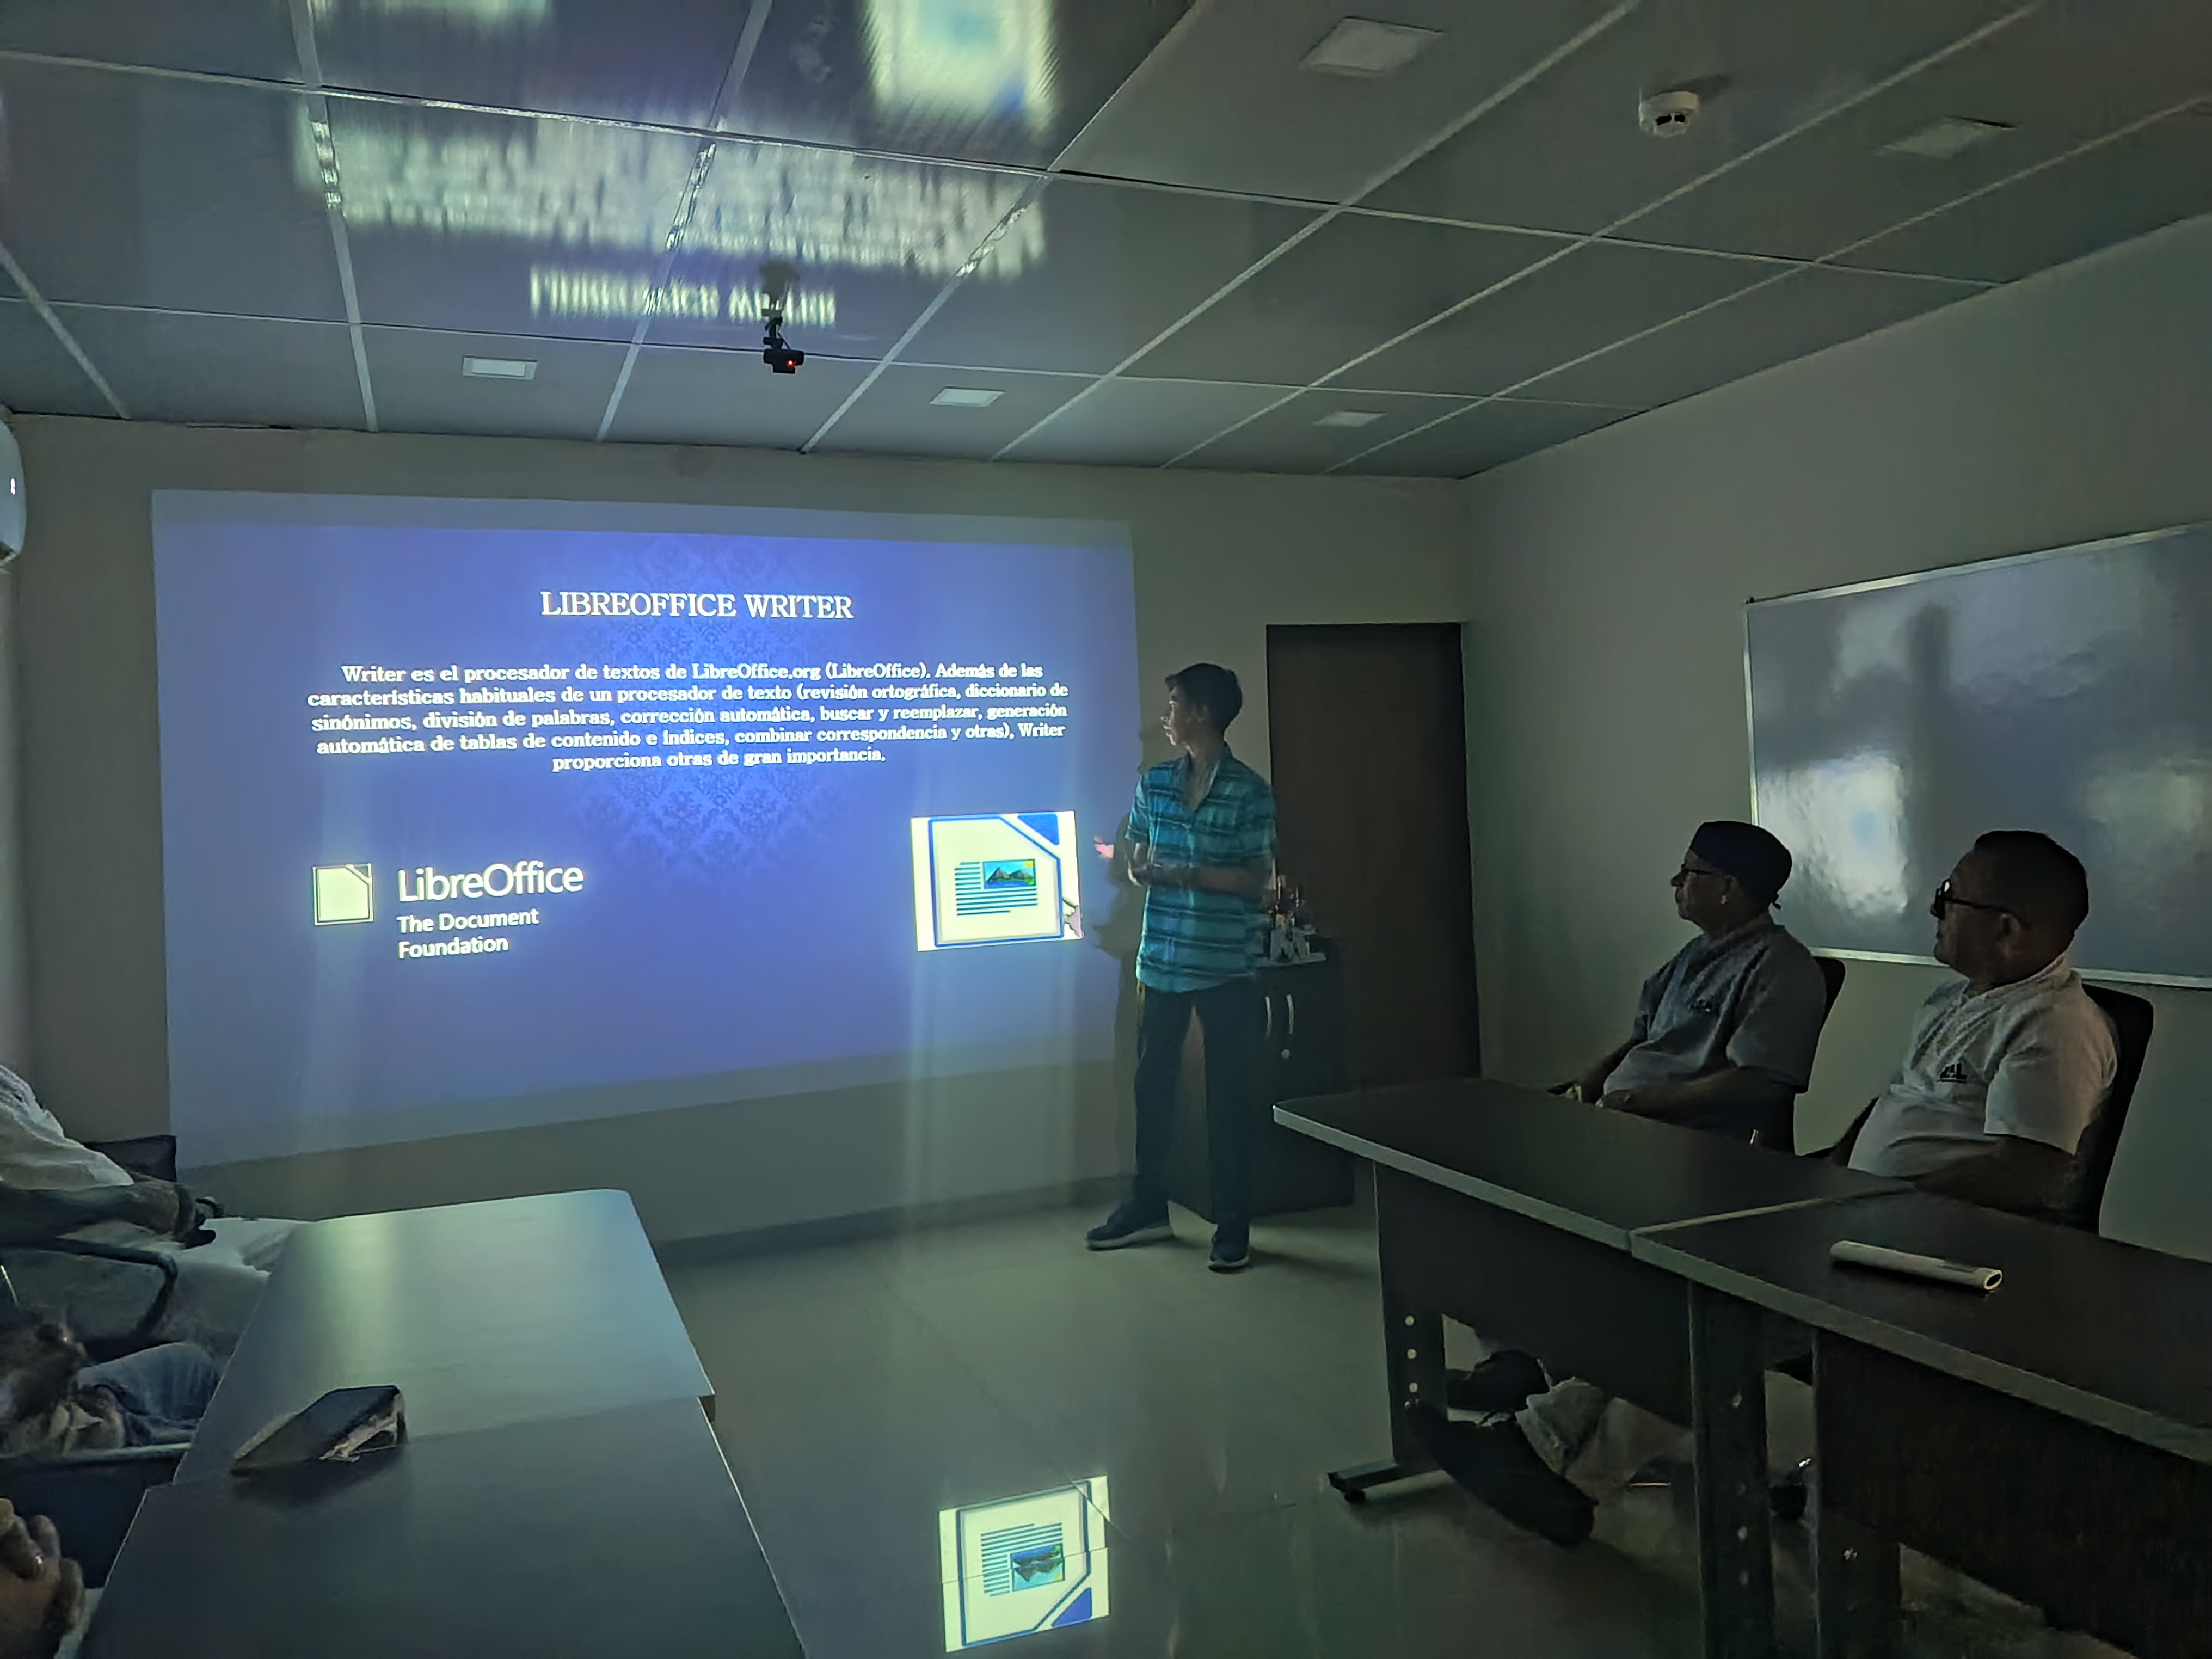 LIBREOFFICE WRITER
Writer es el procesador de textos de LibreOffice.org (LibreOffice). Además de las
características habituales de un procesador de texto (revisión ortográfica, diccionario de
sinónimos, división de palabras, corrección automática, buscar y reemplazar, generación
automática de tablas de contenido e índices, combinar correspondencia y otras), Writer
proporciona otras de gran importancia.
LibreOffice
The Document
Foundation